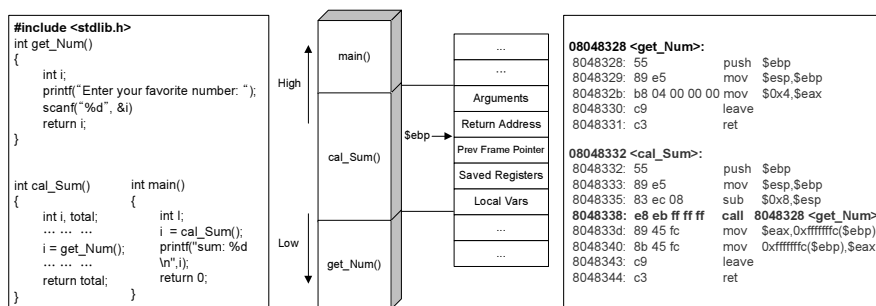 #include <stdlib.h>
int get_Num()
{
int i;
printf(“Enter your favorite number: “);
scanf(“%d”, &i)
return i;
}
int cal_Sum()
{
int i, total;
… … …
i = get_Num();
… … …
return total;
}
int main()
{
int I;
i = cal_Sum();
printf("sum: %d
\n",i);
return 0;
}
High
Low
main()
cal_Sum()
get_Num()
$ebp
...
...
Arguments
Return Address
Prev Frame Pointer
Saved Registers
Local Vars
...
...
08048328 <get_Num>:
8048328: 55 push $ebp
8048329: 89 e5 mov $esp,$ebp
804832b: b8 04 00 00 00 mov $0x4,$eax
8048330: c9 leave
8048331: c3 ret
08048332 <cal_Sum>:
8048332: 55 push $ebp
8048333: 89 e5 mov $esp,$ebp
8048335: 83 ec 08 sub $0x8,$esp
8048338: e8 eb ff ff ff call 8048328 <get_Num>
804833d: 89 45 fc mov $eax,0xfffffffc($ebp)
8048340: 8b 45 fc mov 0xfffffffc($ebp),$eax
8048343: c9 leave
8048344: c3 ret